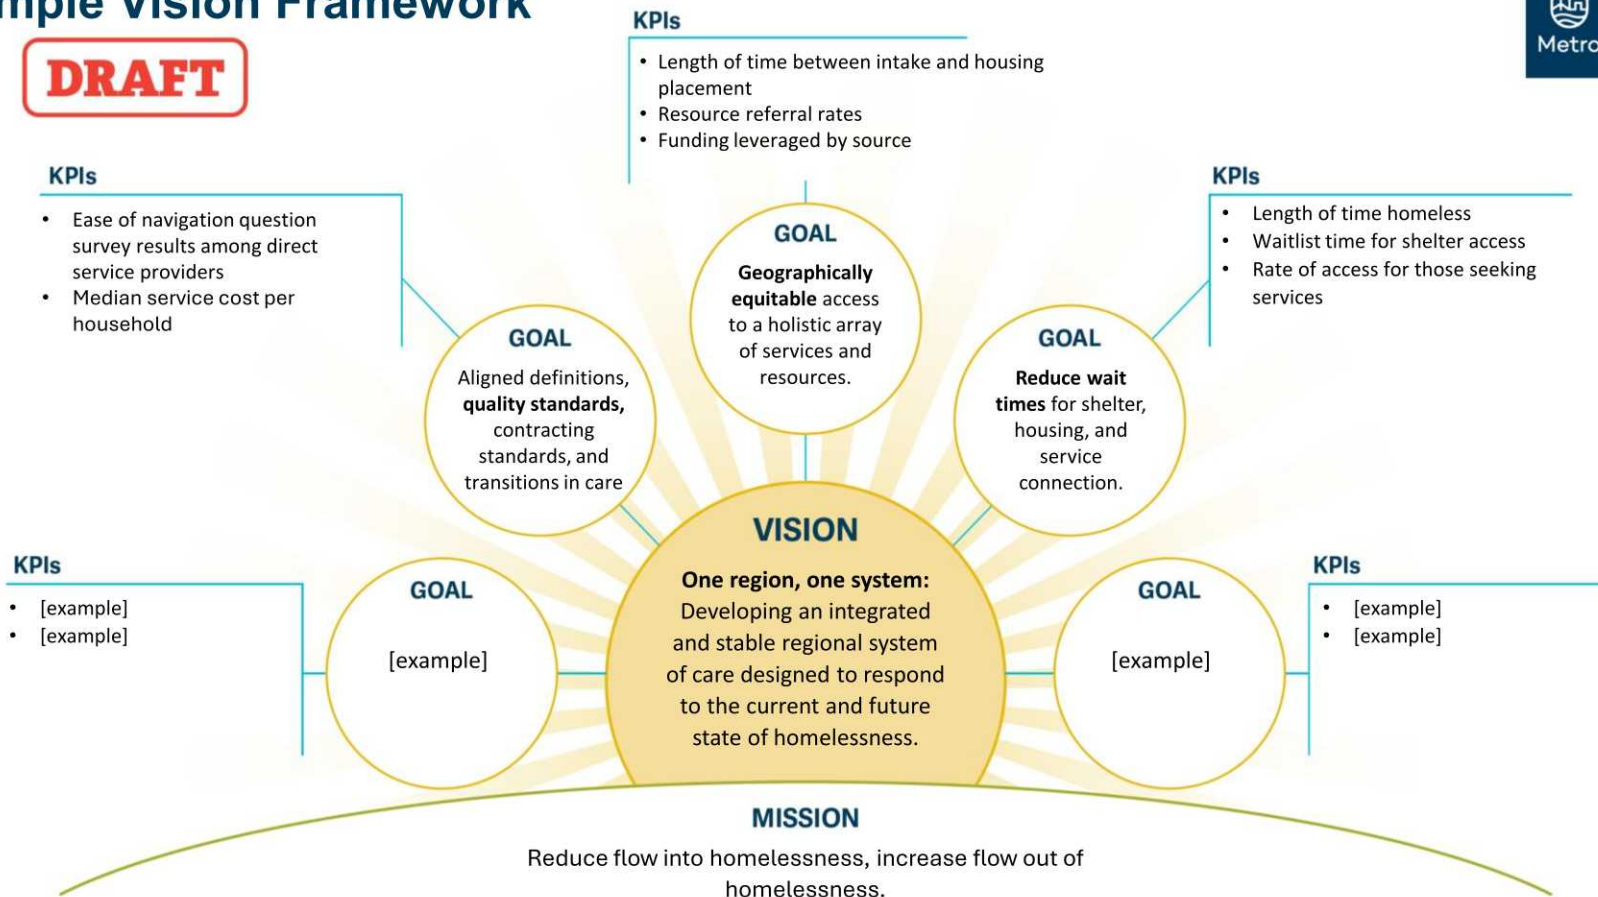 mple Vision Framework
DRAFT
Metro
KPIs
• Length of time between intake and housing
placement
• Resource referral rates
• Funding leveraged by source
KPIs
• Ease of navigation question
survey results among direct
service providers
• Median service cost per
household
KPIs
• Length of time homeless
• Waitlist time for shelter access
• Rate of access for those seeking
services
GOAL
Geographically
equitable access
to a holistic array
of services and
resources.
GOAL
Aligned definitions,
quality standards,
contracting
standards, and
transitions in care
GOAL
Reduce wait
times for shelter,
housing, and
service
connection.
KPIs
• [example]
• [example]
GOAL
[example]
VISION
One region, one system:
Developing an integrated
and stable regional system
of care designed to respond
to the current and future
state of homelessness.
GOAL
[example]
KPIs
• [example]
• [example]
MISSION
Reduce flow into homelessness, increase flow out of
homelessness.